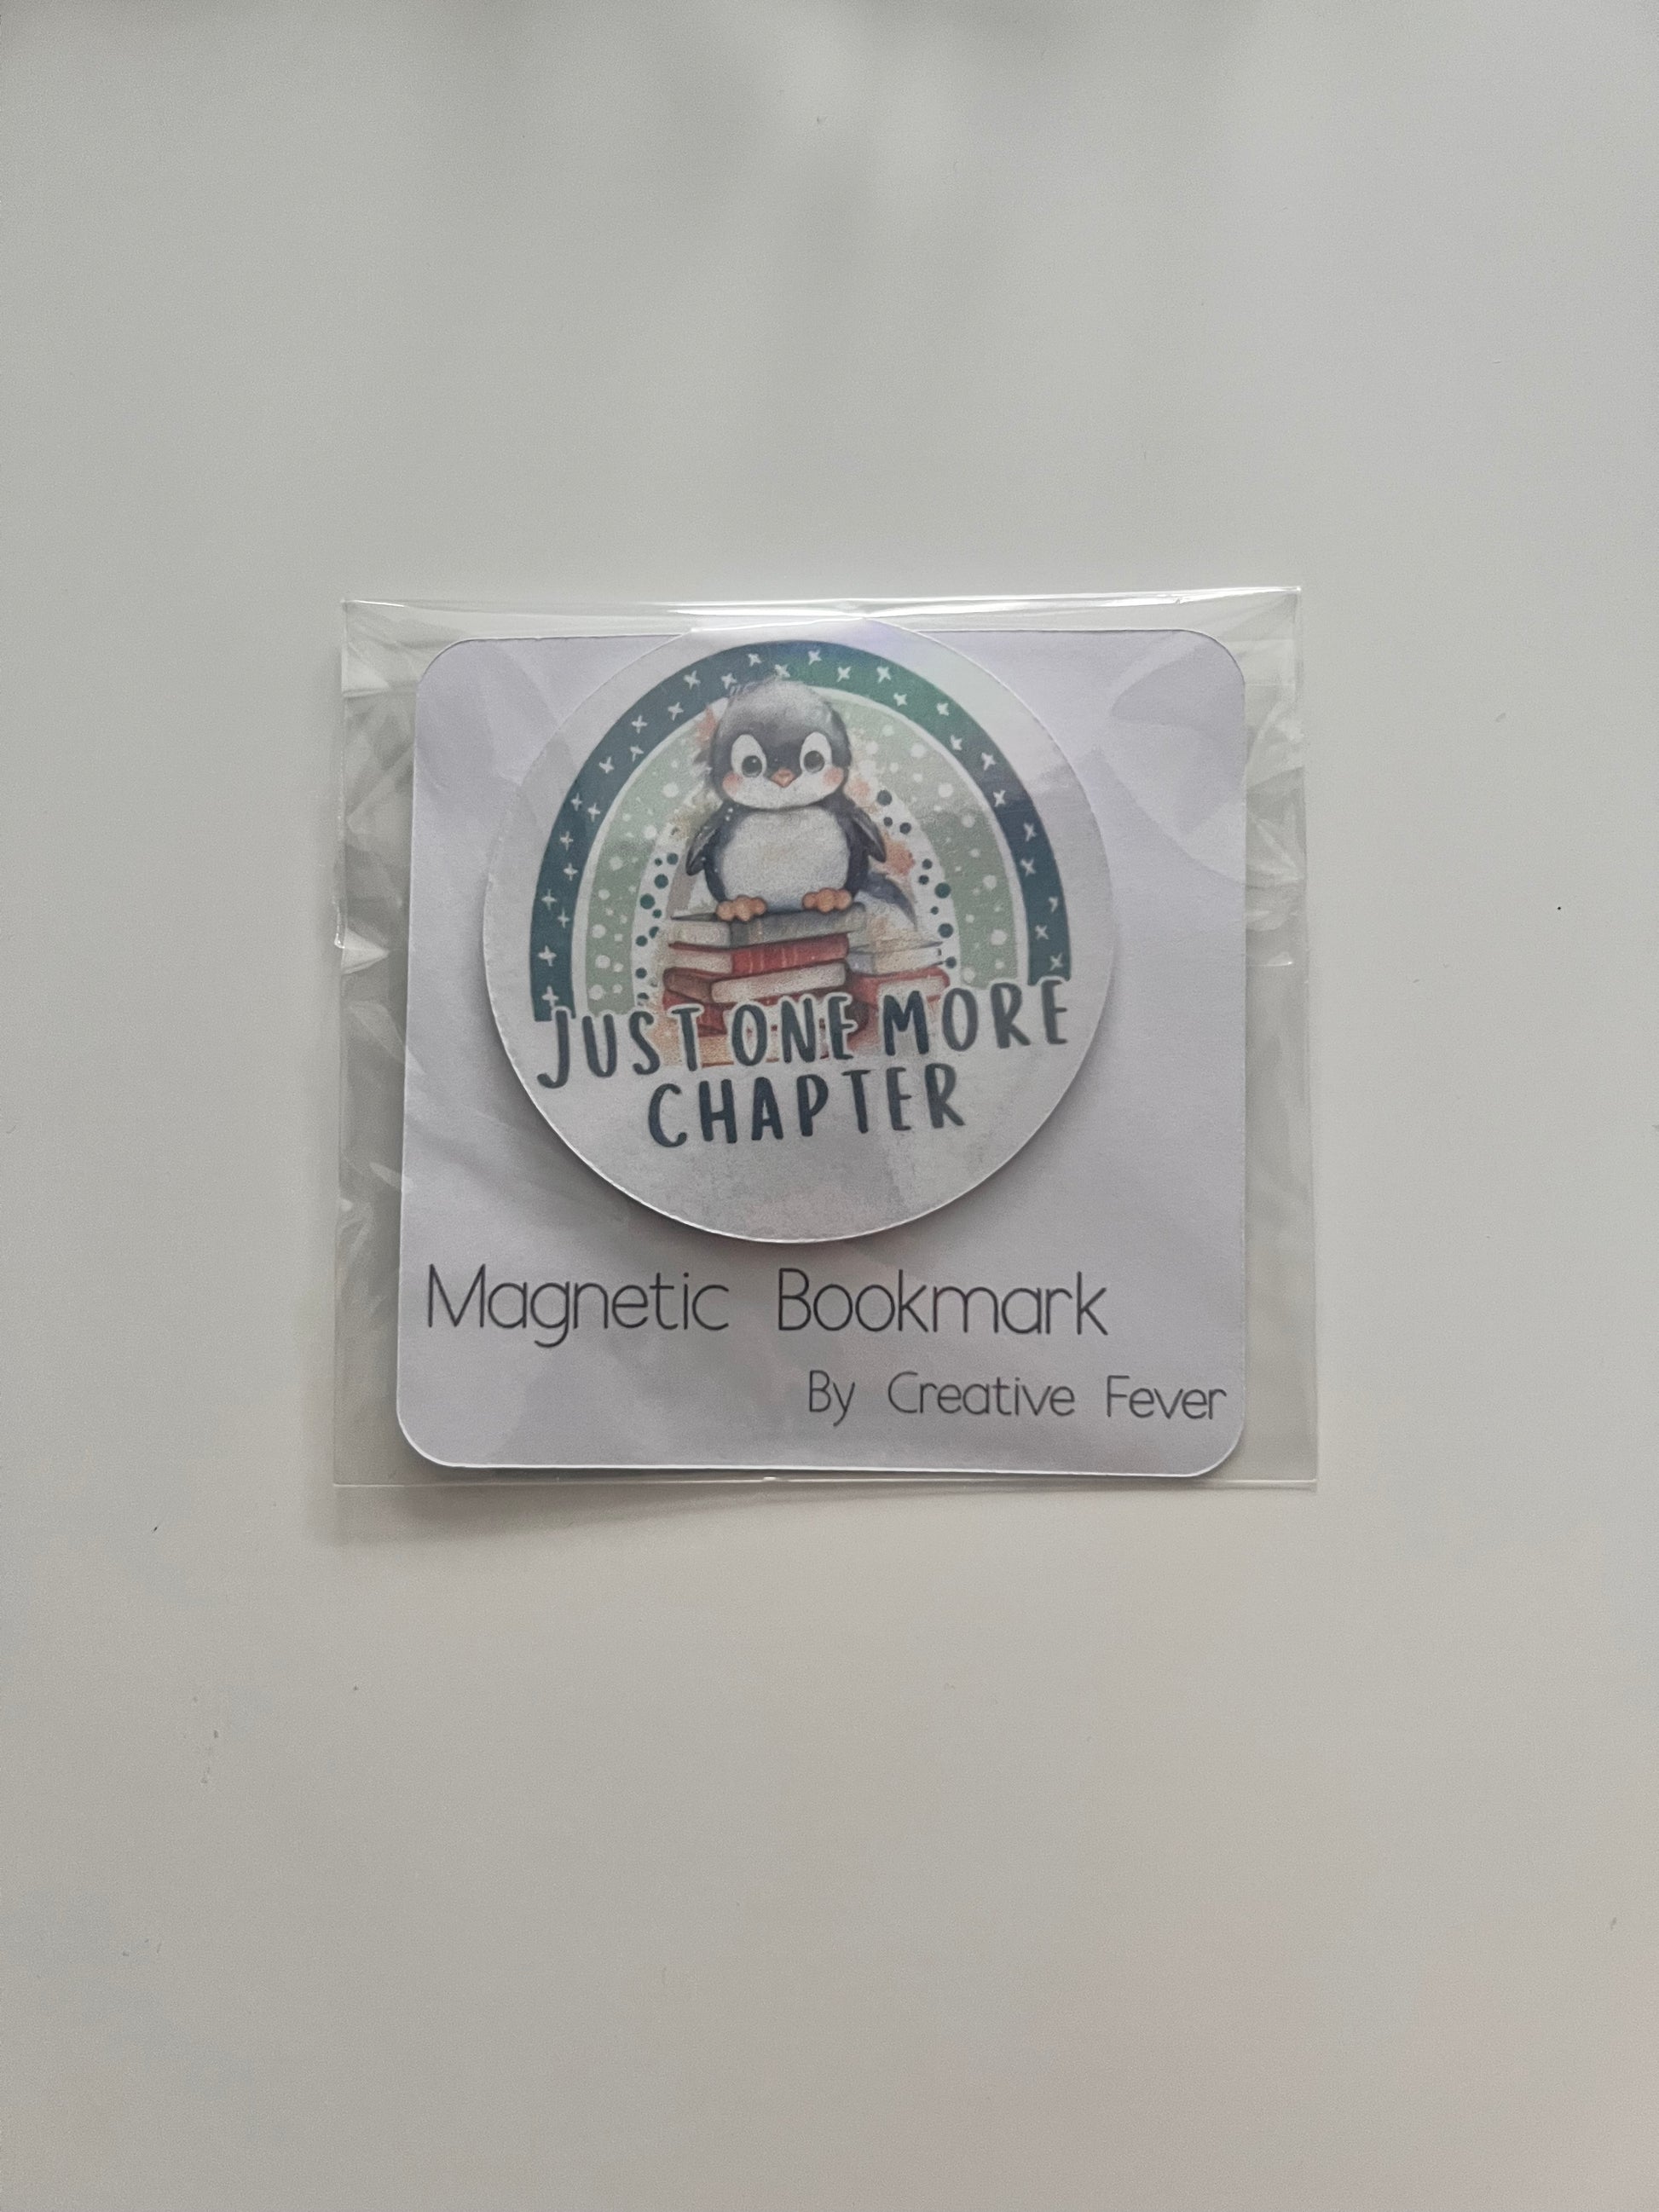 JUST ONE MORE
CHAPTER
Magnetic Bookmark
By Creative Fever